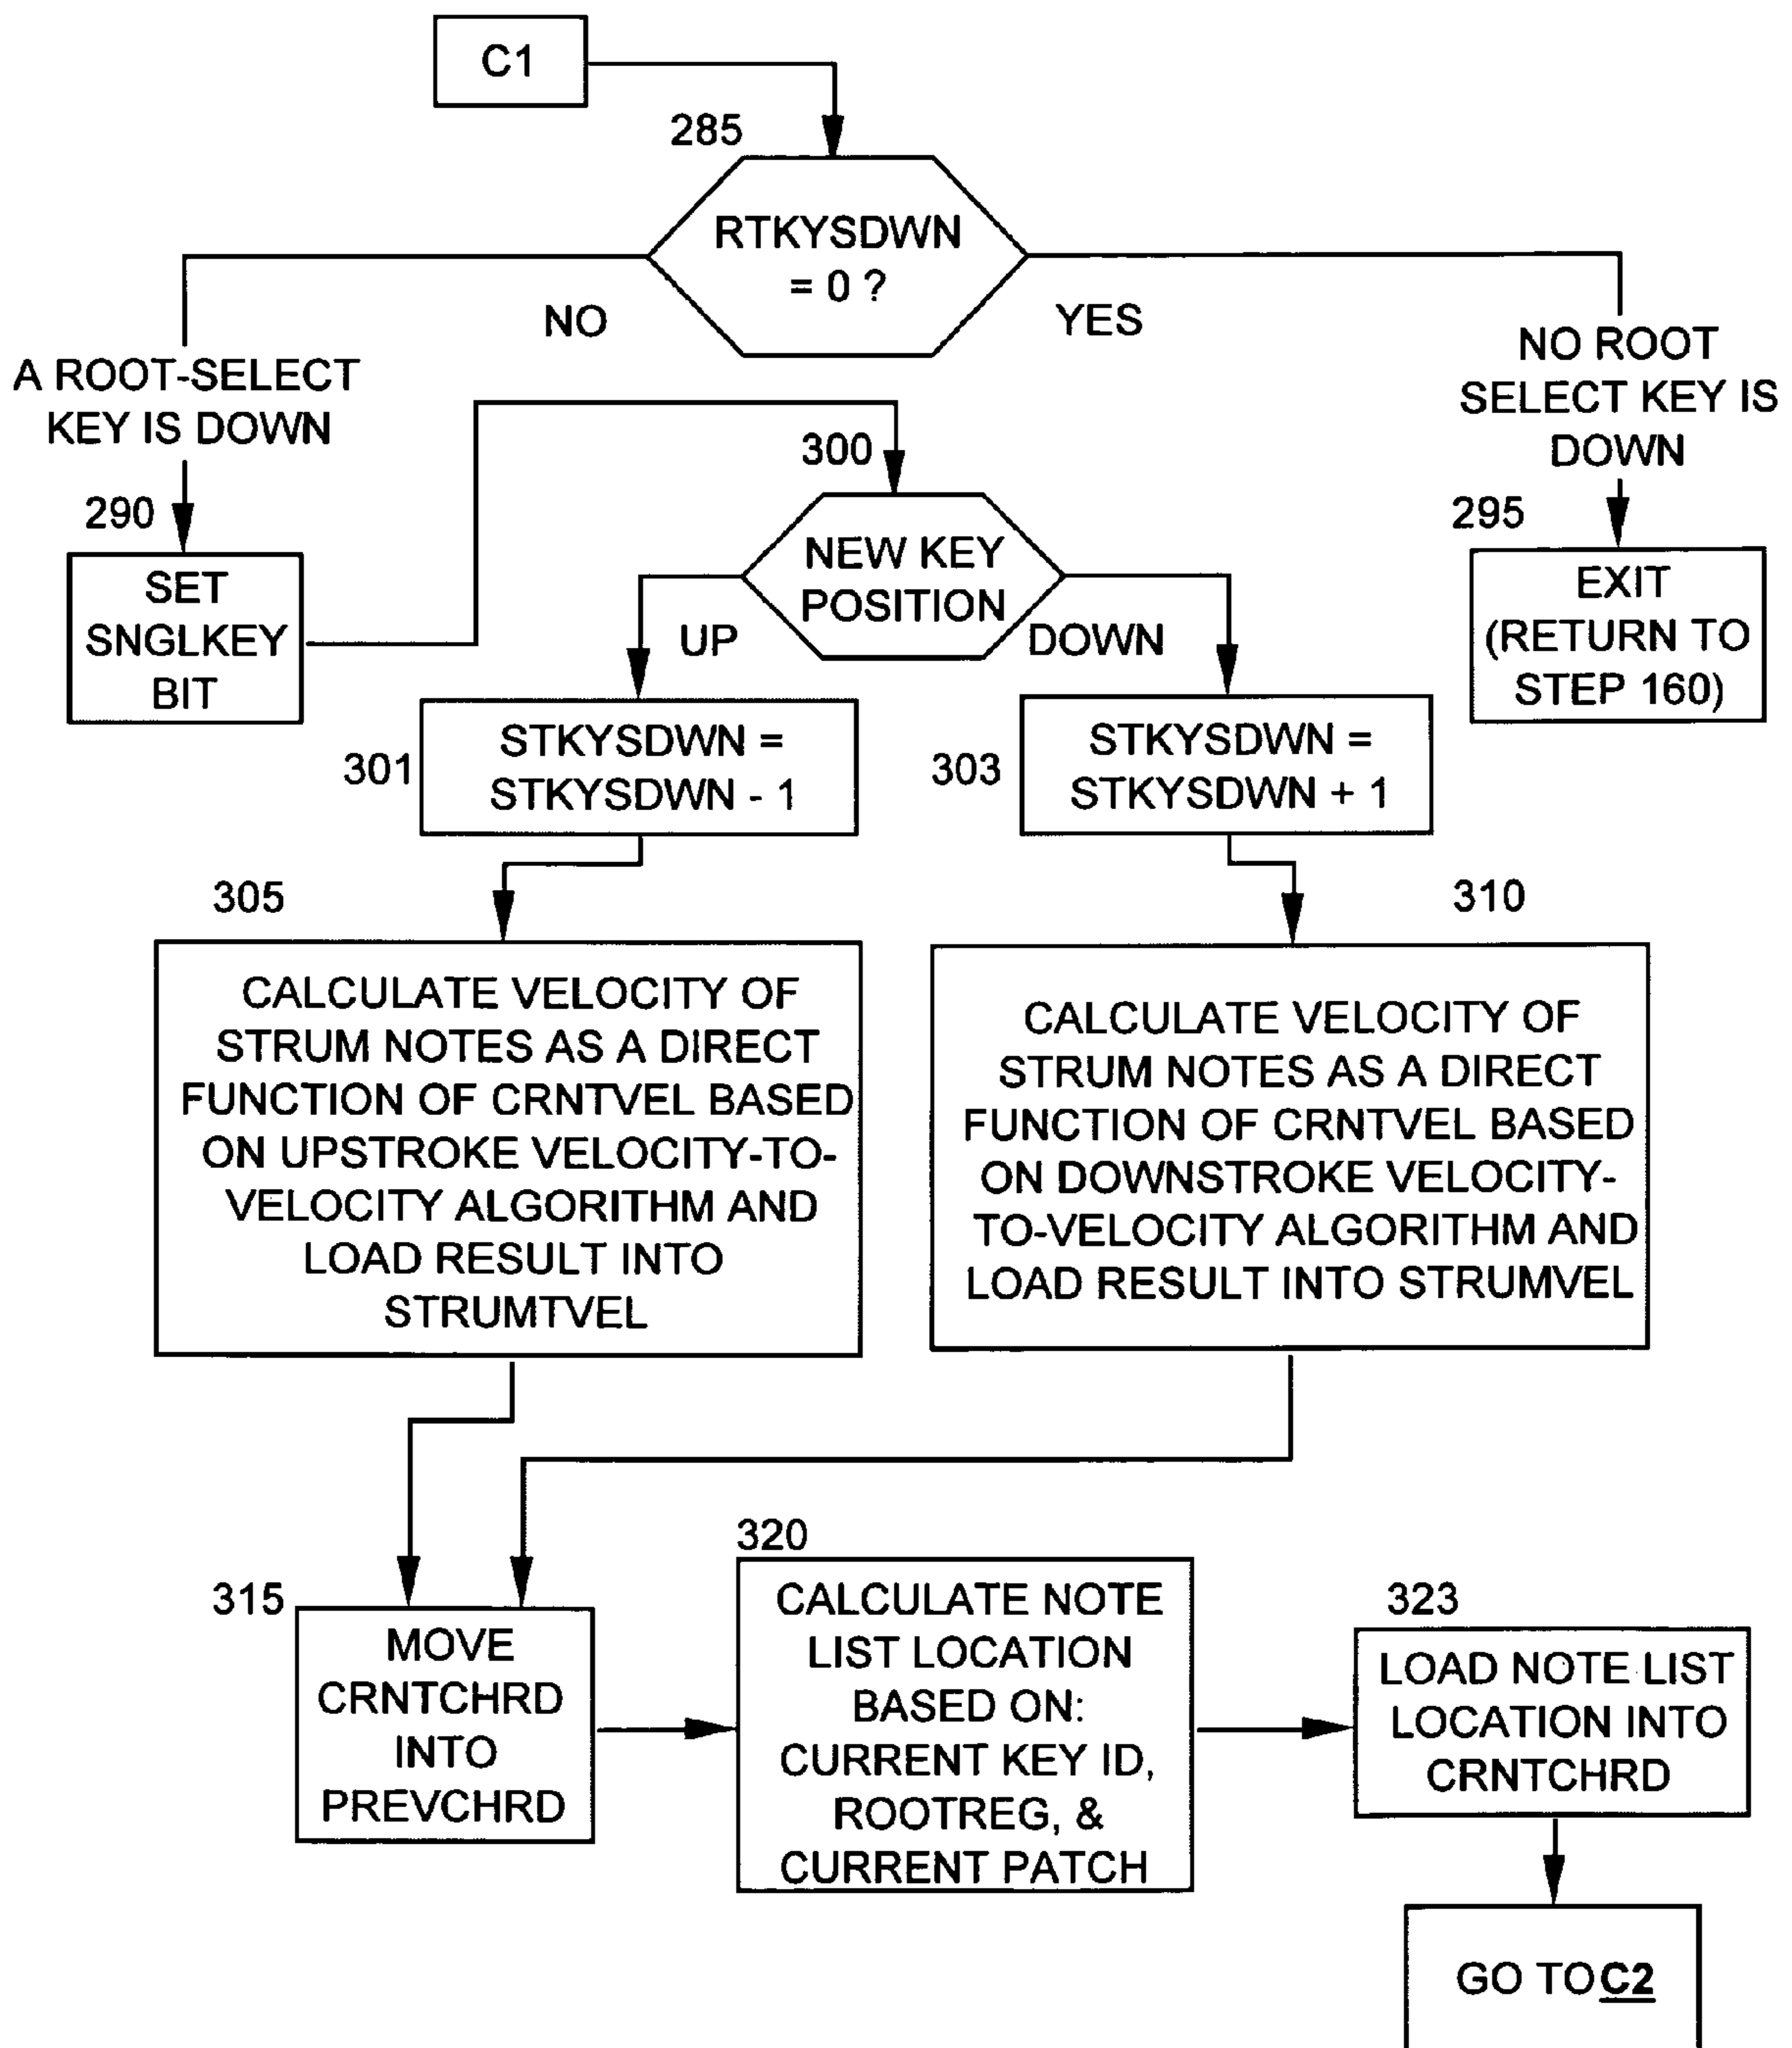 C1
285
RTKYSDWN
= 0 ?
NO
YES
A ROOT-SELECT
KEY IS DOWN
NO ROOT
SELECT KEY IS
DOWN
290
SET
SNGLKEY
BIT
300
NEW KEY
POSITION
UP
DOWN
295
EXIT
(RETURN TO
STEP 160)
301
STKYSDWN =
STKYSDWN - 1
303
STKYSDWN =
STKYSDWN + 1
305
CALCULATE VELOCITY OF
STRUM NOTES AS A DIRECT
FUNCTION OF CRNTVEL BASED
ON UPSTROKE VELOCITY-TO-
VELOCITY ALGORITHM AND
LOAD RESULT INTO
STRUMTVEL
310
CALCULATE VELOCITY OF
STRUM NOTES AS A DIRECT
FUNCTION OF CRNTVEL BASED
ON DOWNSTROKE VELOCITY-
TO-VELOCITY ALGORITHM AND
LOAD RESULT INTO STRUMVEL
315
MOVE
CRNTCHRD
INTO
PREVCHRD
320
CALCULATE NOTE
LIST LOCATION
BASED ON:
CURRENT KEY ID,
ROOTREG, &
CURRENT PATCH
323
LOAD NOTE LIST
LOCATION INTO
CRNTCHRD
GO TO C2